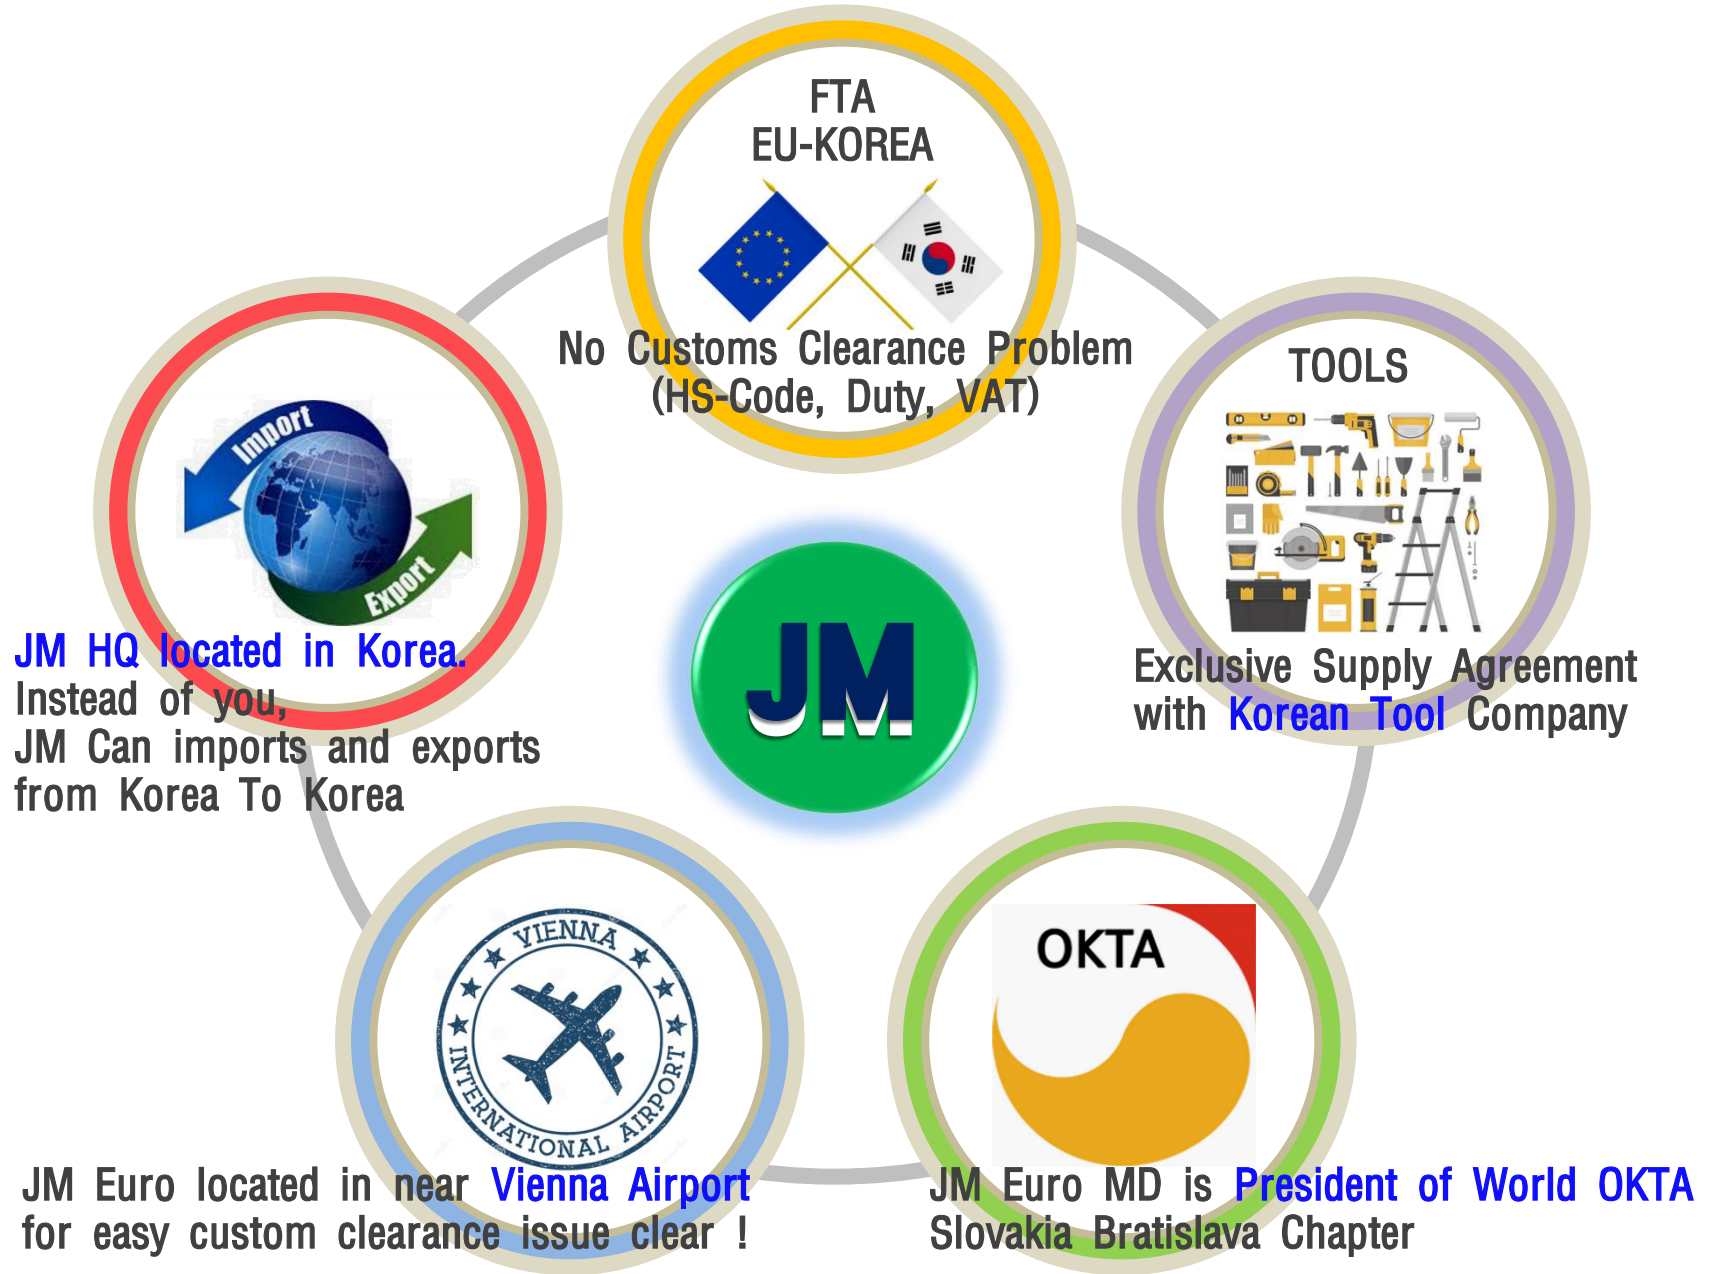 FTA
EU-KOREA
No Customs Clearance Problem
(HS-Code, Duty, VAT)
TOOLS
Exclusive Supply Agreement
with Korean Tool Company
Import
Export
JM HQ located in Korea.
Instead of you,
JM Can imports and exports
from Korea To Korea
JM
VIENNA
INTERNATIONAL AIRPORT
JM Euro located in near Vienna Airport
for easy custom clearance issue clear !
OKTA
JM Euro MD is President of World OKTA
Slovakia Bratislava Chapter